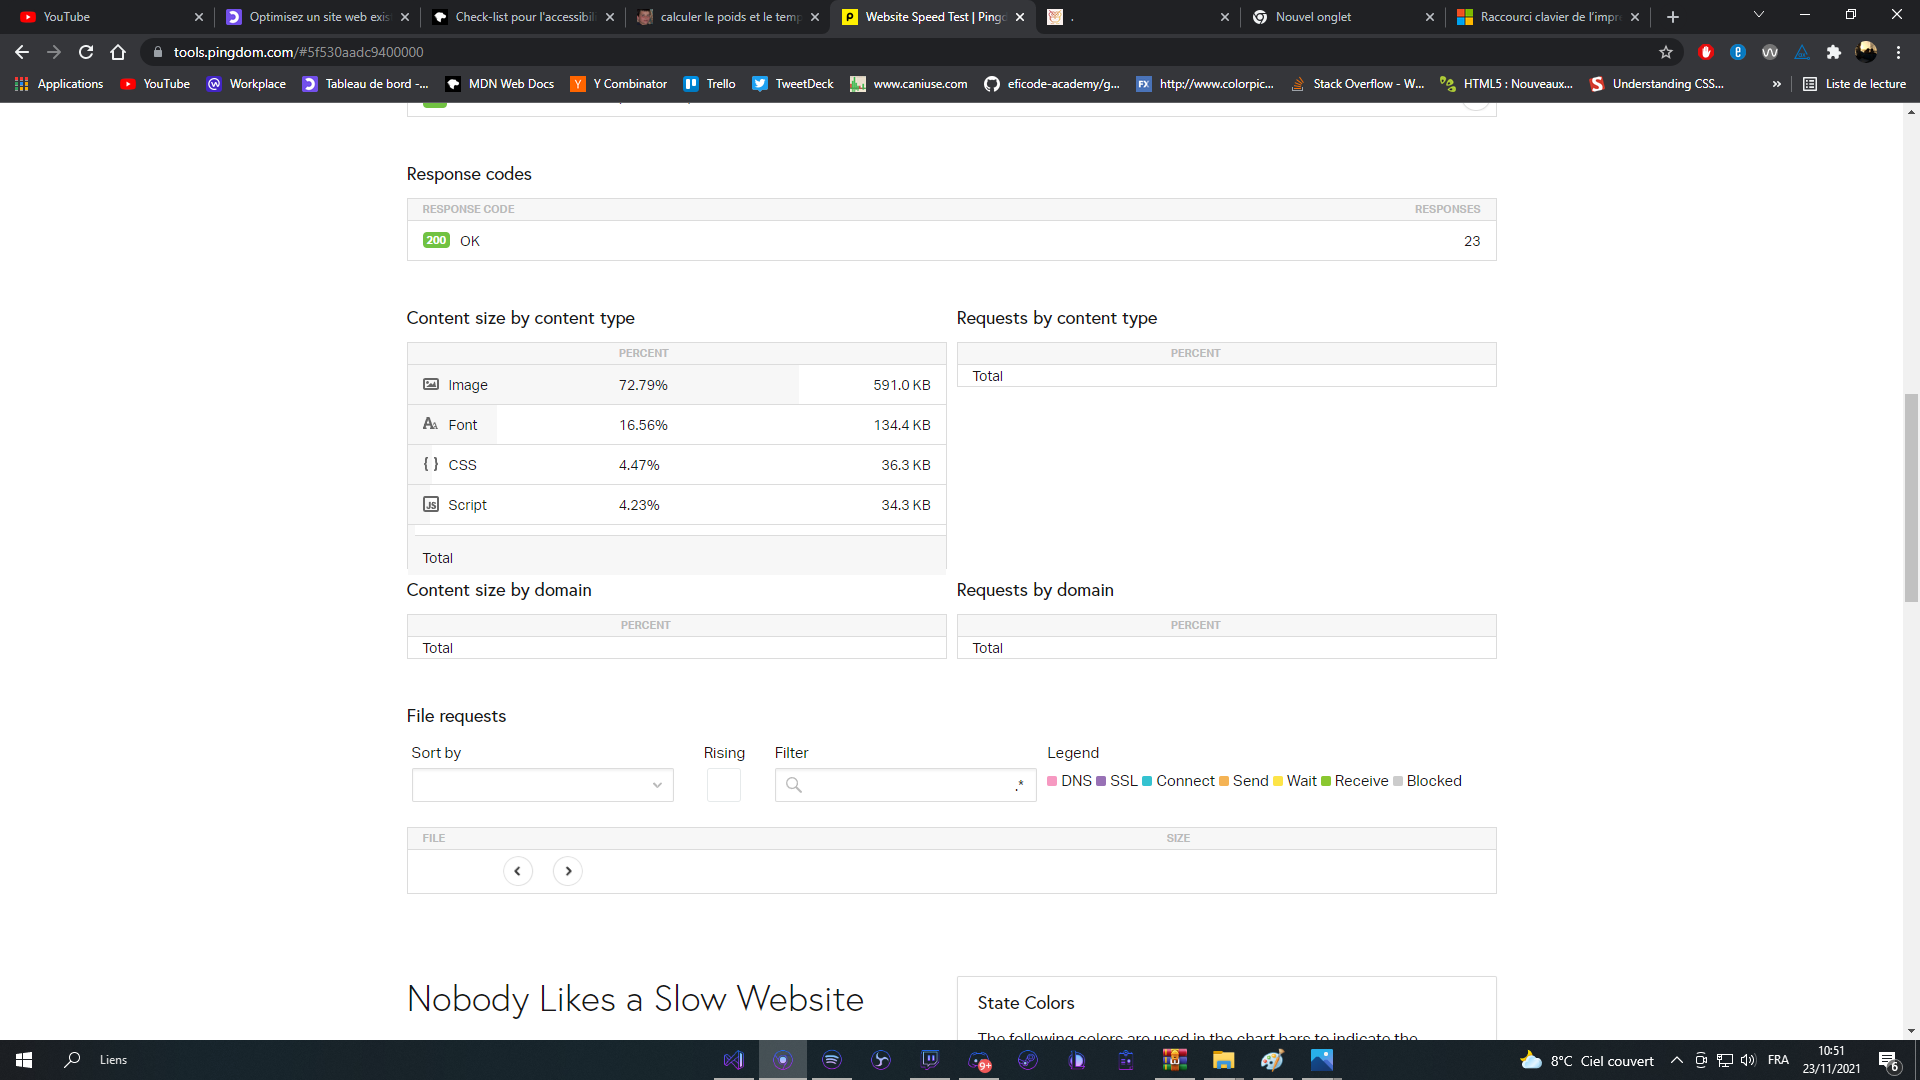 YouTube
Optimisez un site web exis
Check-list pour l'accessibil
calculer le poids et le temp
Website Speed Test | Pingd
.
Nouvel onglet
Raccourci clavier de l'impr
tools.pingdom.com/#5f530aadc9400000
Applications
YouTube
Workplace
Tableau de bord -...
MDN Web Docs
Y Combinator
Trello
TweetDeck
www.caniuse.com
eficode-academy/g...
http://www.colorpic...
Stack Overflow - W...
HTML5 : Nouveaux...
Understanding CSS...
»
Liste de lecture
Response codes
RESPONSE CODE RESPONSES
200 OK 23
Content size by content type
PERCENT
Image 72.79% 591.0 KB
Font 16.56% 134.4 KB
CSS 4.47% 36.3 KB
Script 4.23% 34.3 KB
Total
Requests by content type
PERCENT
Total
Content size by domain
PERCENT
Total
Requests by domain
PERCENT
Total
File requests
Sort by Rising Filter Legend
.*
DNS SSL Connect Send Wait Receive Blocked
FILE SIZE
Nobody Likes a Slow Website
State Colors
The following colors are used in the chart bars to indicate the
Liens
9+
8°C Ciel couvert
FRA
10:51
23/11/2021
6